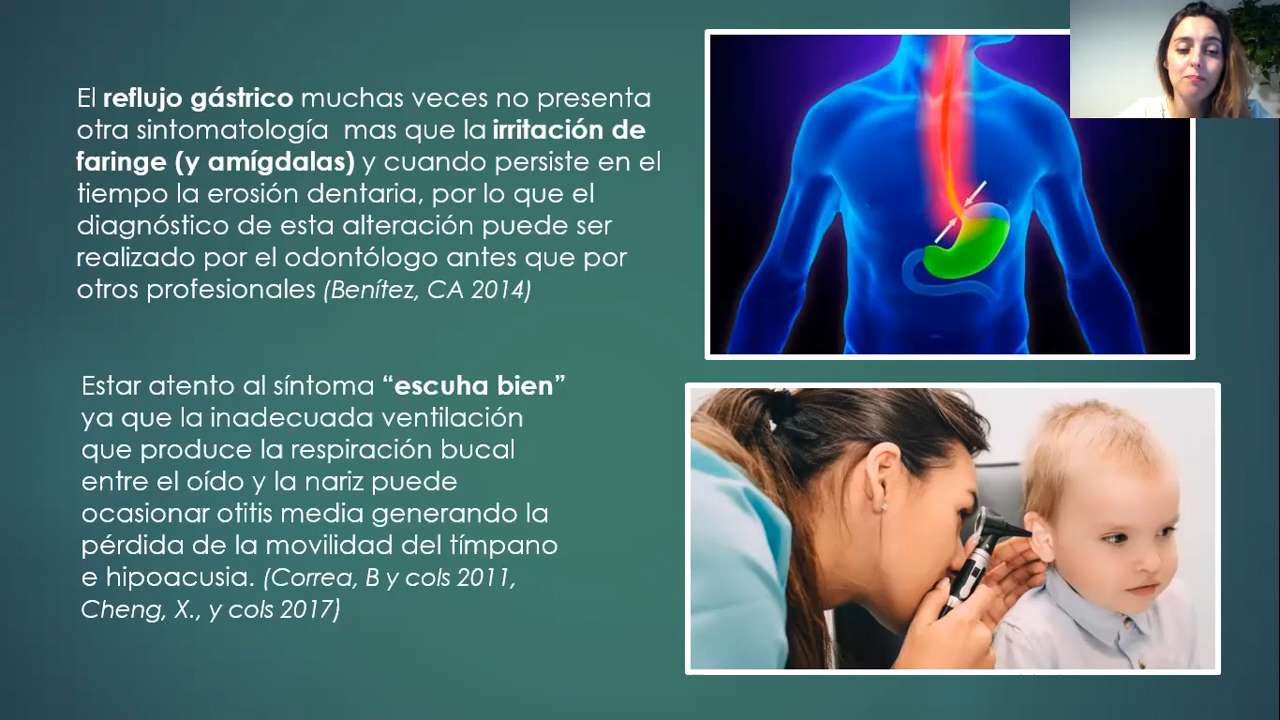 El reflujo gástrico muchas veces no presenta
otra sintomatología mas que la irritación de
faringe (y amígdalas) y cuando persiste en el
tiempo la erosión dentaria, por lo que el
diagnóstico de esta alteración puede ser
realizado por el odontólogo antes que por
otros profesionales (Benítez, CA 2014)
Estar atento al síntoma “escuha bien”
ya que la inadecuada ventilación
que produce la respiración bucal
entre el oído y la nariz puede
ocasionar otitis media generando la
pérdida de la movilidad del tímpano
e hipoacusia. (Correa, B y cols 2011,
Cheng, X., y cols 2017)